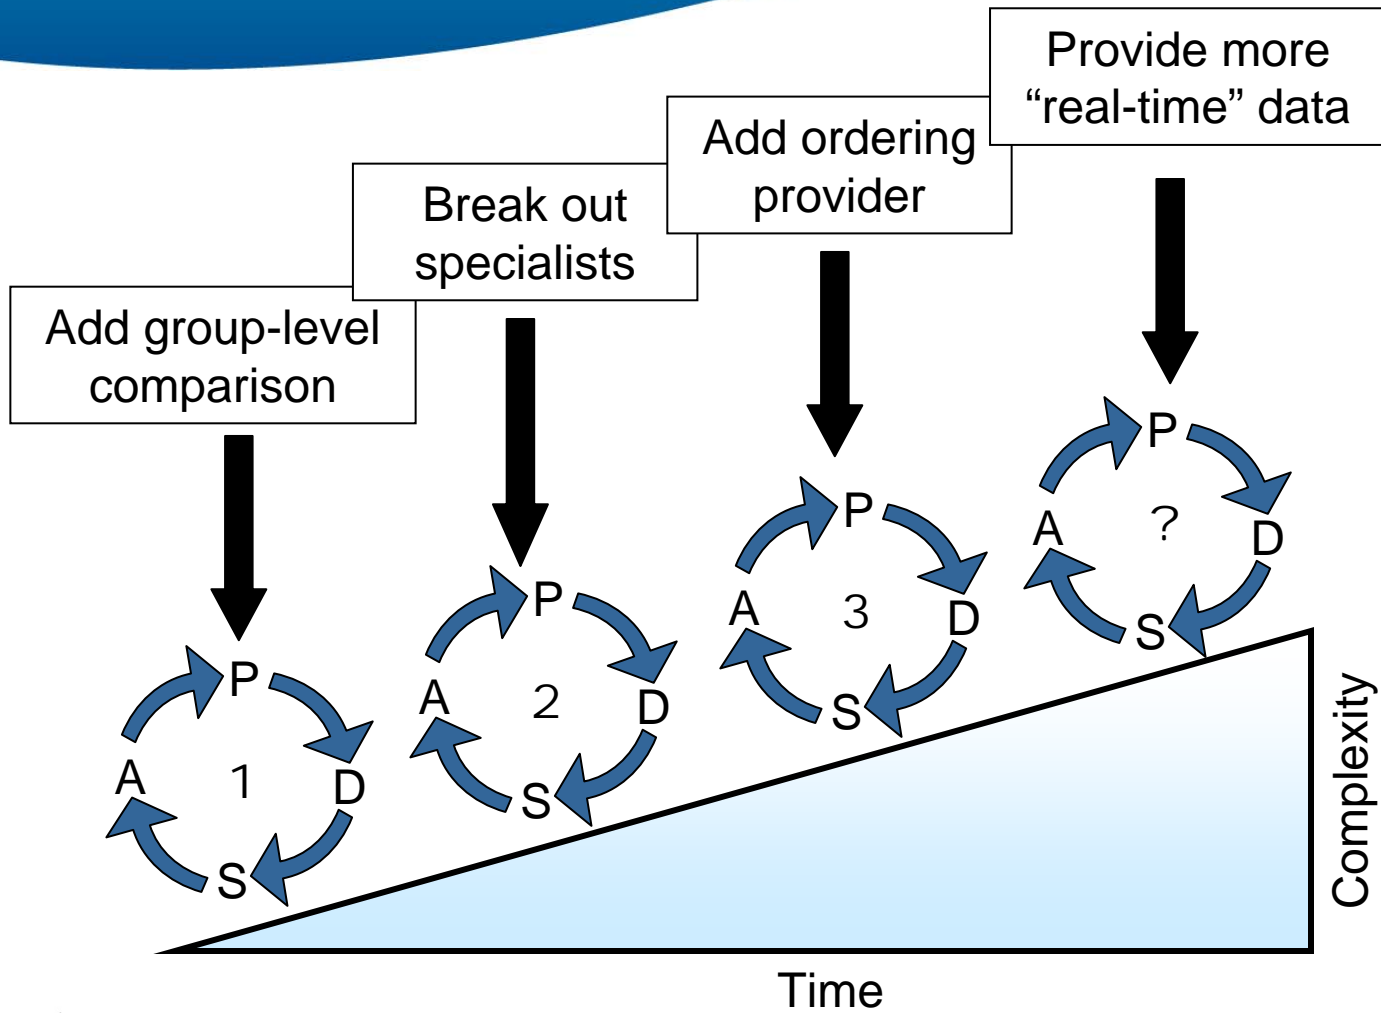 Add group-level
comparison
Break out
specialists
Add ordering
provider
Provide more
“real-time” data
P
D
S
A
1
P
D
S
A
2
P
D
S
A
3
P
D
S
A
?
Complexity
Time